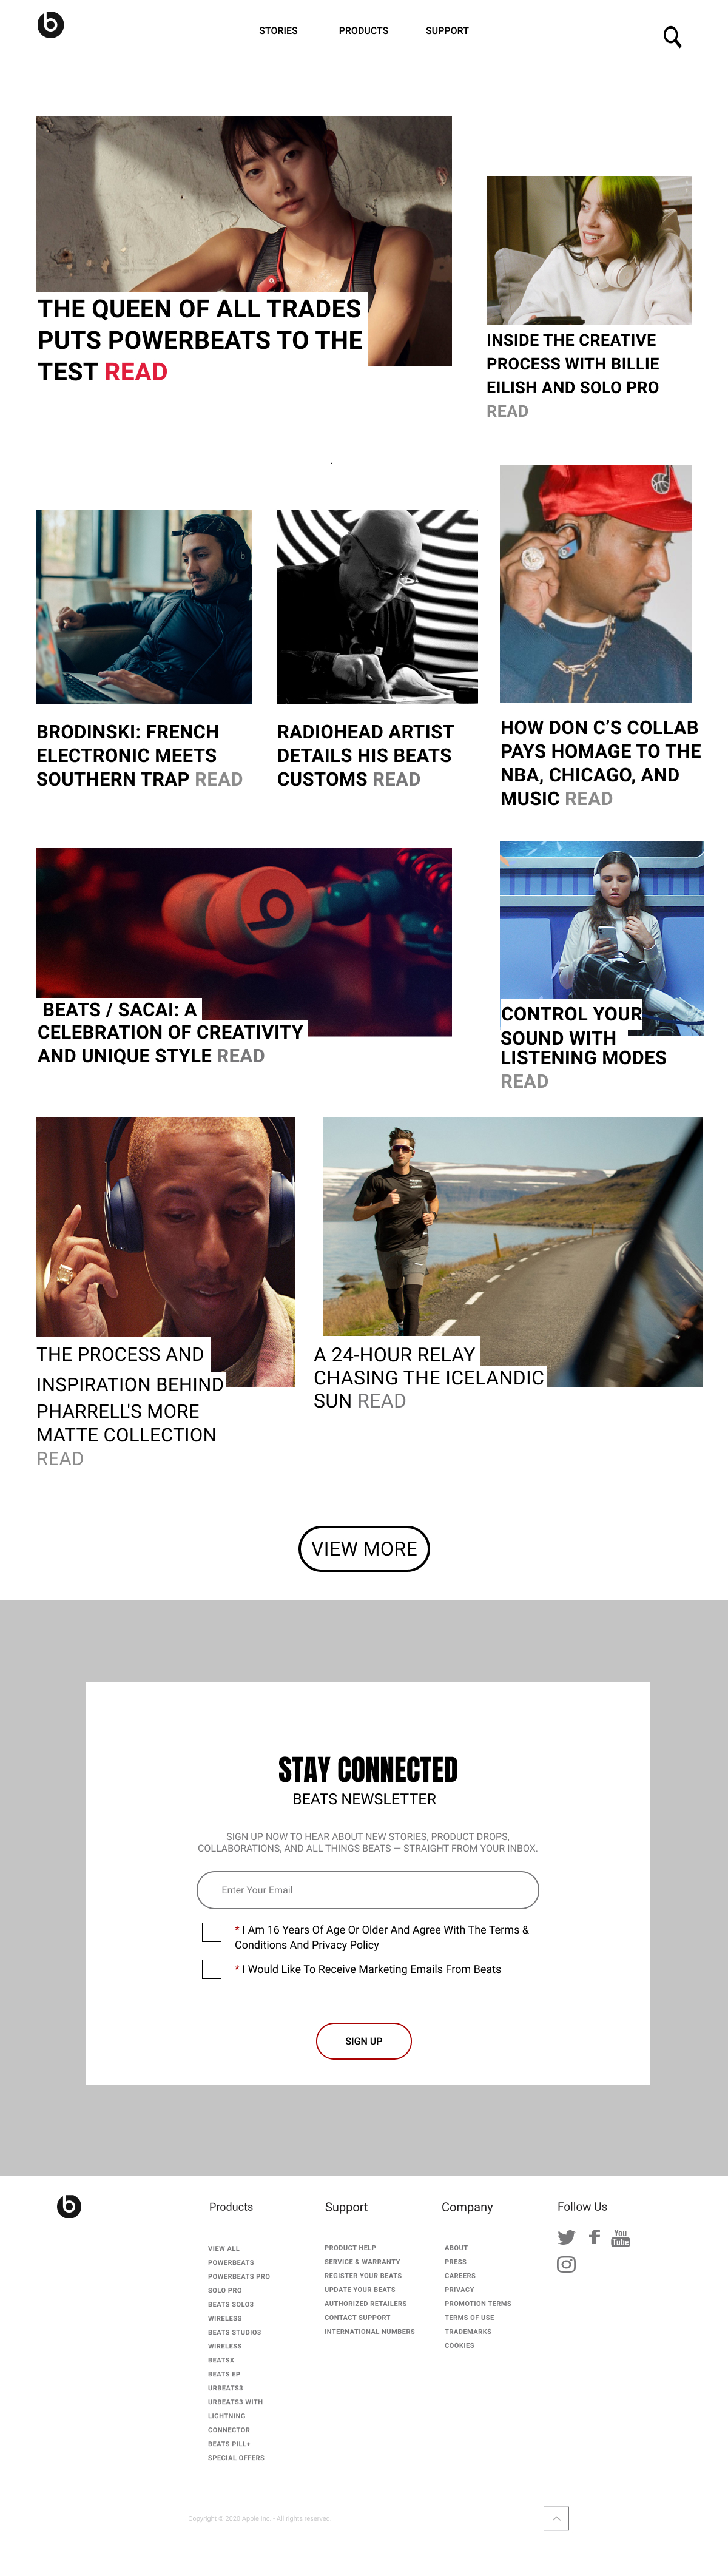 STORIES PRODUCTS SUPPORT
THE QUEEN OF ALL TRADES
PUTS POWERBEATS TO THE
TEST READ
INSIDE THE CREATIVE
PROCESS WITH BILLIE
EILISH AND SOLO PRO
READ
BRODINSKI: FRENCH
ELECTRONIC MEETS
SOUTHERN TRAP READ
RADIOHEAD ARTIST
DETAILS HIS BEATS
CUSTOMS READ
HOW DON C’S COLLAB
PAYS HOMAGE TO THE
NBA, CHICAGO, AND
MUSIC READ
BEATS / SACAI: A
CELEBRATION OF CREATIVITY
AND UNIQUE STYLE READ
CONTROL YOUR
SOUND WITH
LISTENING MODES
READ
THE PROCESS AND
INSPIRATION BEHIND
PHARRELL'S MORE
MATTE COLLECTION
READ
A 24-HOUR RELAY
CHASING THE ICELANDIC
SUN READ
VIEW MORE
STAY CONNECTED
BEATS NEWSLETTER
SIGN UP NOW TO HEAR ABOUT NEW STORIES, PRODUCT DROPS,
COLLABORATIONS, AND ALL THINGS BEATS — STRAIGHT FROM YOUR INBOX.
Enter Your Email
* I Am 16 Years Of Age Or Older And Agree With The Terms &
Conditions And Privacy Policy
* I Would Like To Receive Marketing Emails From Beats
SIGN UP
Products
VIEW ALL
POWERBEATS
POWERBEATS PRO
SOLO PRO
BEATS SOLO3
WIRELESS
BEATS STUDIO3
WIRELESS
BEATSX
BEATS EP
URBEATS3
URBEATS3 WITH
LIGHTNING
CONNECTOR
BEATS PILL+
SPECIAL OFFERS
Support
PRODUCT HELP
SERVICE & WARRANTY
REGISTER YOUR BEATS
UPDATE YOUR BEATS
AUTHORIZED RETAILERS
CONTACT SUPPORT
INTERNATIONAL NUMBERS
Company
ABOUT
PRESS
CAREERS
PRIVACY
PROMOTION TERMS
TERMS OF USE
TRADEMARKS
COOKIES
Follow Us
You
Tube
Copyright © 2020 Apple Inc. - All rights reserved.